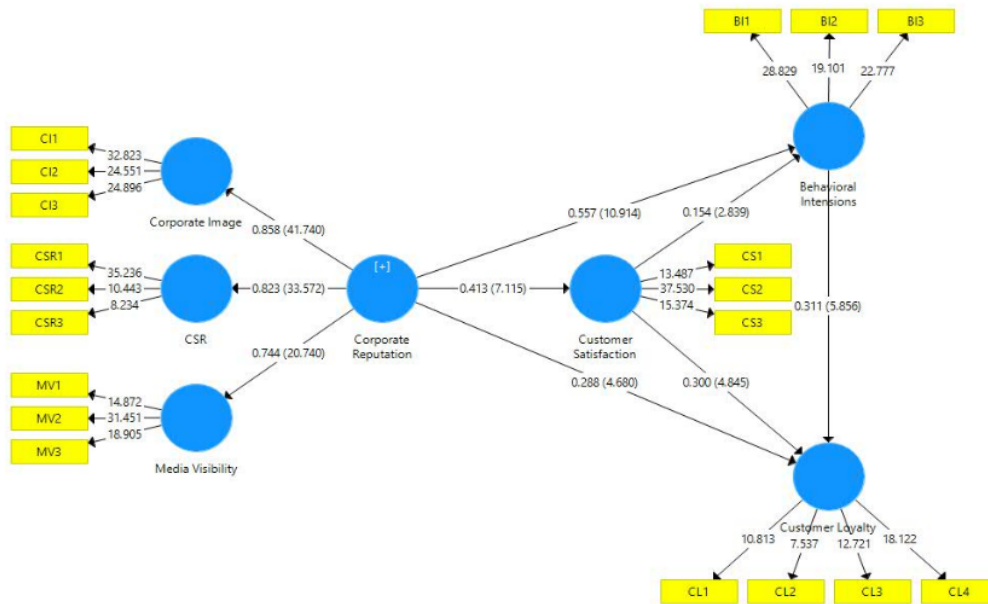 BI1
BI2
BI3
28.829
19.101
22.777
Behavioral
Intensions
CI1
CI2
CI3
32.823
24.551
24.896
Corporate Image
0.858 (41.740)
0.557 (10.914)
0.154 (2.839)
CSR1
CSR2
CSR3
35.236
10.443
8.234
CSR
0.823 (33.572)
[+]
Corporate
Reputation
0.413 (7.115)
Customer
Satisfaction
13.487
37.530
15.374
CS1
CS2
CS3
0.311 (5.856)
0.744 (20.740)
0.288 (4.680)
0.300 (4.845)
MV1
MV2
MV3
14.872
31.451
18.905
Media Visibility
Customer Loyalty
10.813
7.537
12.721
18.122
CL1
CL2
CL3
CL4